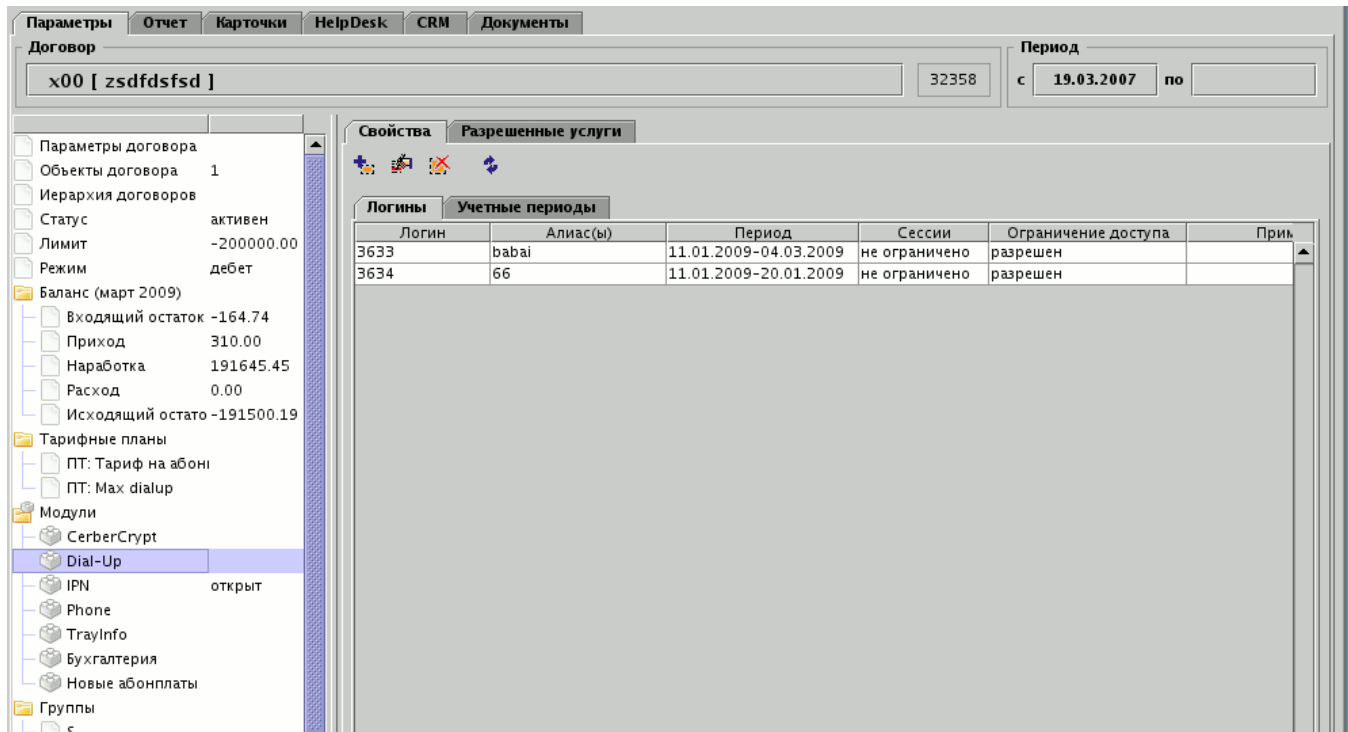 Параметры Отчет Карточки HelpDesk CRM Документы
Договор Период
x00 [ zsdfdsfsd ] 32358 с 19.03.2007 по
Свойства Разрешенные услуги
Параметры договора
Объекты договора 1
Иерархия договоров
Статус активен
Лимит -200000.00
Режим дебет
Баланс (март 2009)
Входящий остаток -164.74
Приход 310.00
Наработка 191645.45
Расход 0.00
Исходящий остато -191500.19
Тарифные планы
ПТ: Тариф на абон
ПТ: Max dialup
Модули
CerberCrypt
Dial-Up
IPN открыт
Phone
TrayInfo
Бухгалтерия
Новые абонплаты
Группы
Логины Учетные периоды
Логин Алиас(ы) Период Сессии Ограничение доступа Прим
3633 babai 11.01.2009-04.03.2009 не ограничено разрешен
3634 66 11.01.2009-20.01.2009 не ограничено разрешен